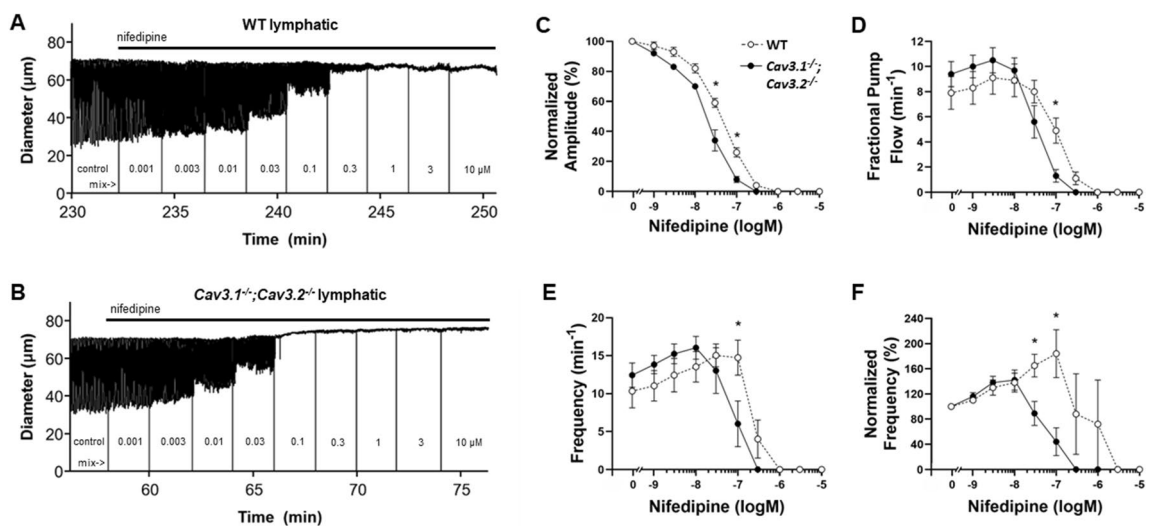 A
WT lymphatic
nifedipine
Diameter (µm)
80
60
40
20
0
control
mix->
0.001
0.003
0.01
0.03
0.1
0.3
1
3
10 µM
230
235
240
245
250
Time (min)
B
Cav3.1-/-;Cav3.2-/- lymphatic
nifedipine
Diameter (µm)
80
60
40
20
0
control
mix->
0.001
0.003
0.01
0.03
0.1
0.3
1
3
10 µM
60
65
70
75
Time (min)
C
Normalized
Amplitude (%)
100
80
60
40
20
0
WT
Cav3.1-/-;
Cav3.2-/-
*
*
0
-9
-8
-7
-6
-5
Nifedipine (logM)
D
Fractional Pump
Flow (min-1)
12
10
8
6
4
2
0
*
0
-9
-8
-7
-6
-5
Nifedipine (logM)
E
Frequency (min-1)
20
15
10
5
0
*
0
-9
-8
-7
-6
-5
Nifedipine (logM)
F
Normalized
Frequency (%)
240
200
160
120
80
40
0
*
*
0
-9
-8
-7
-6
-5
Nifedipine (logM)